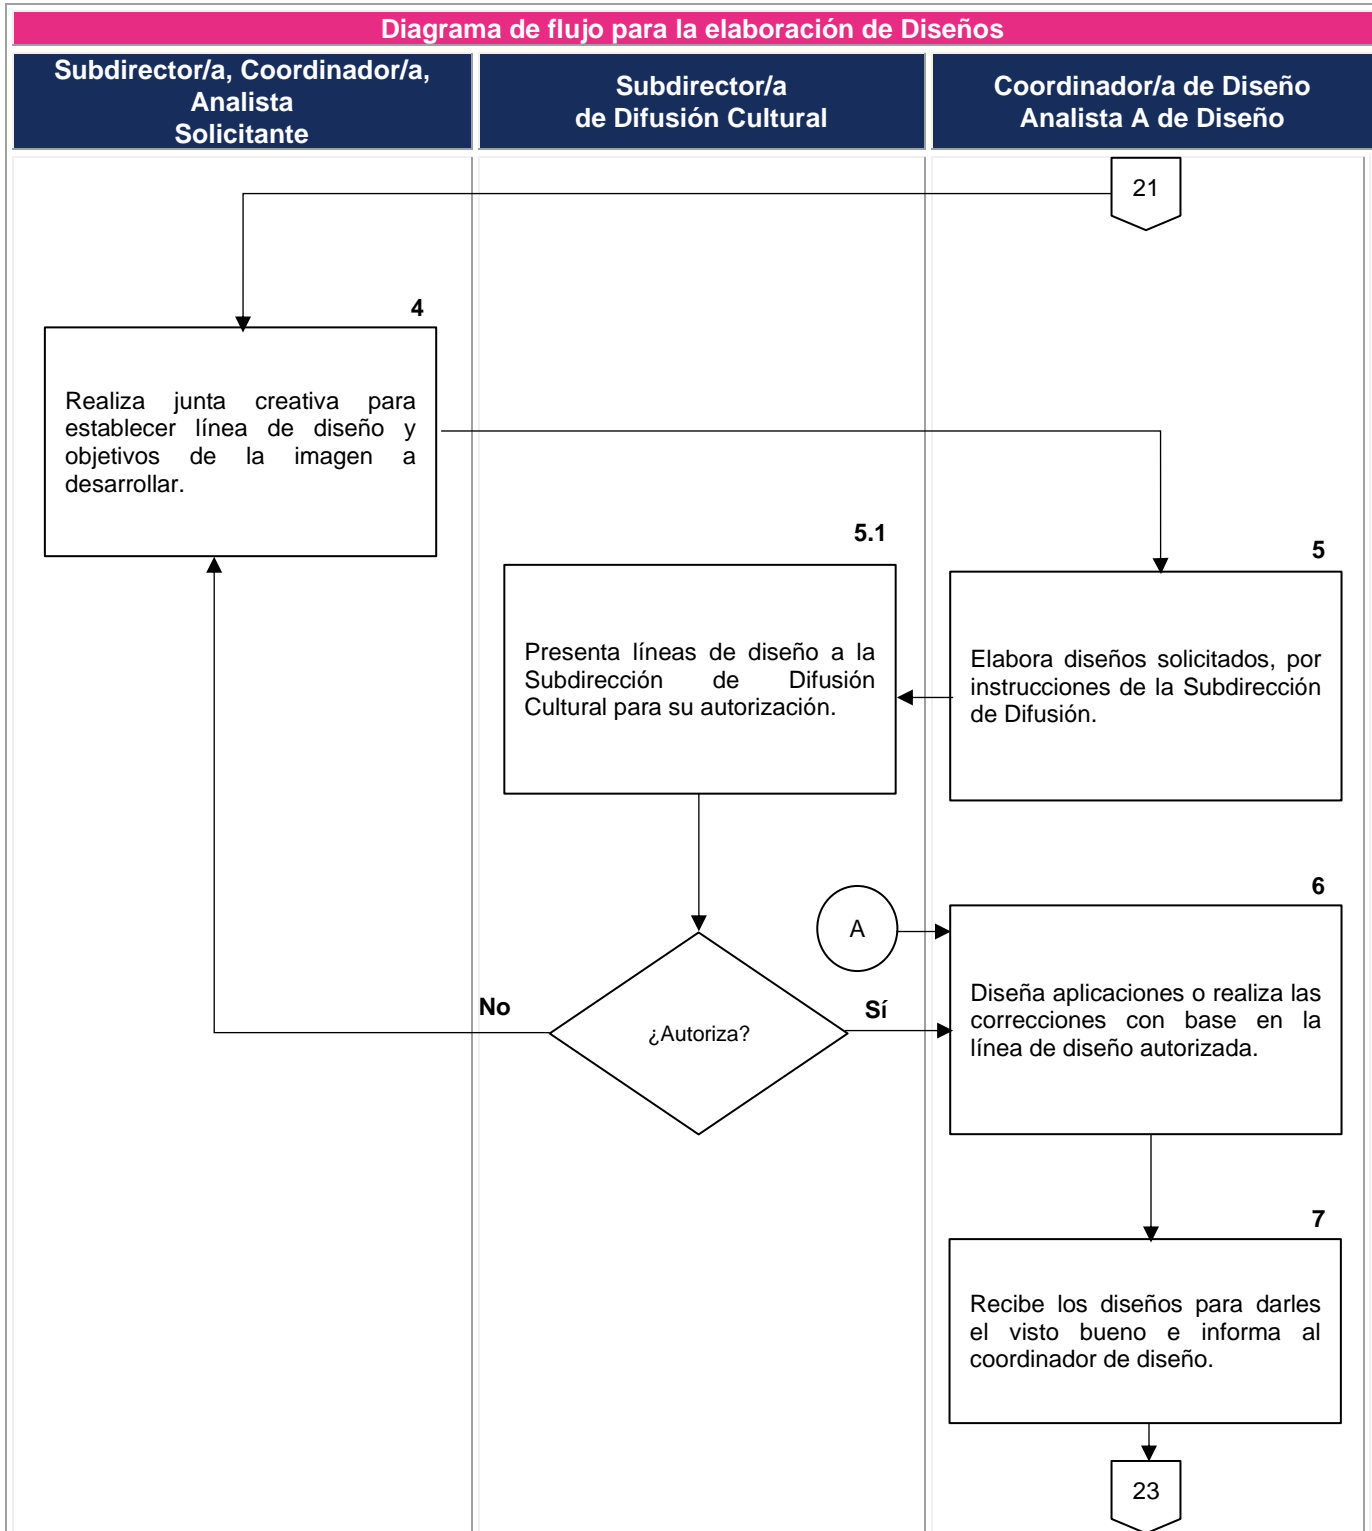 Diagrama de flujo para la elaboración de Diseños
Subdirector/a, Coordinador/a,
Analista
Solicitante
Subdirector/a
de Difusión Cultural
Coordinador/a de Diseño
Analista A de Diseño
21
4
Realiza junta creativa para
establecer línea de diseño y
objetivos de la imagen a
desarrollar.
5.1
Presenta líneas de diseño a la
Subdirección de Difusión
Cultural para su autorización.
5
Elabora diseños solicitados, por
instrucciones de la Subdirección
de Difusión.
6
A
Diseña aplicaciones o realiza las
correcciones con base en la
línea de diseño autorizada.
No
¿Autoriza?
Sí
7
Recibe los diseños para darles
el visto bueno e informa al
coordinador de diseño.
23